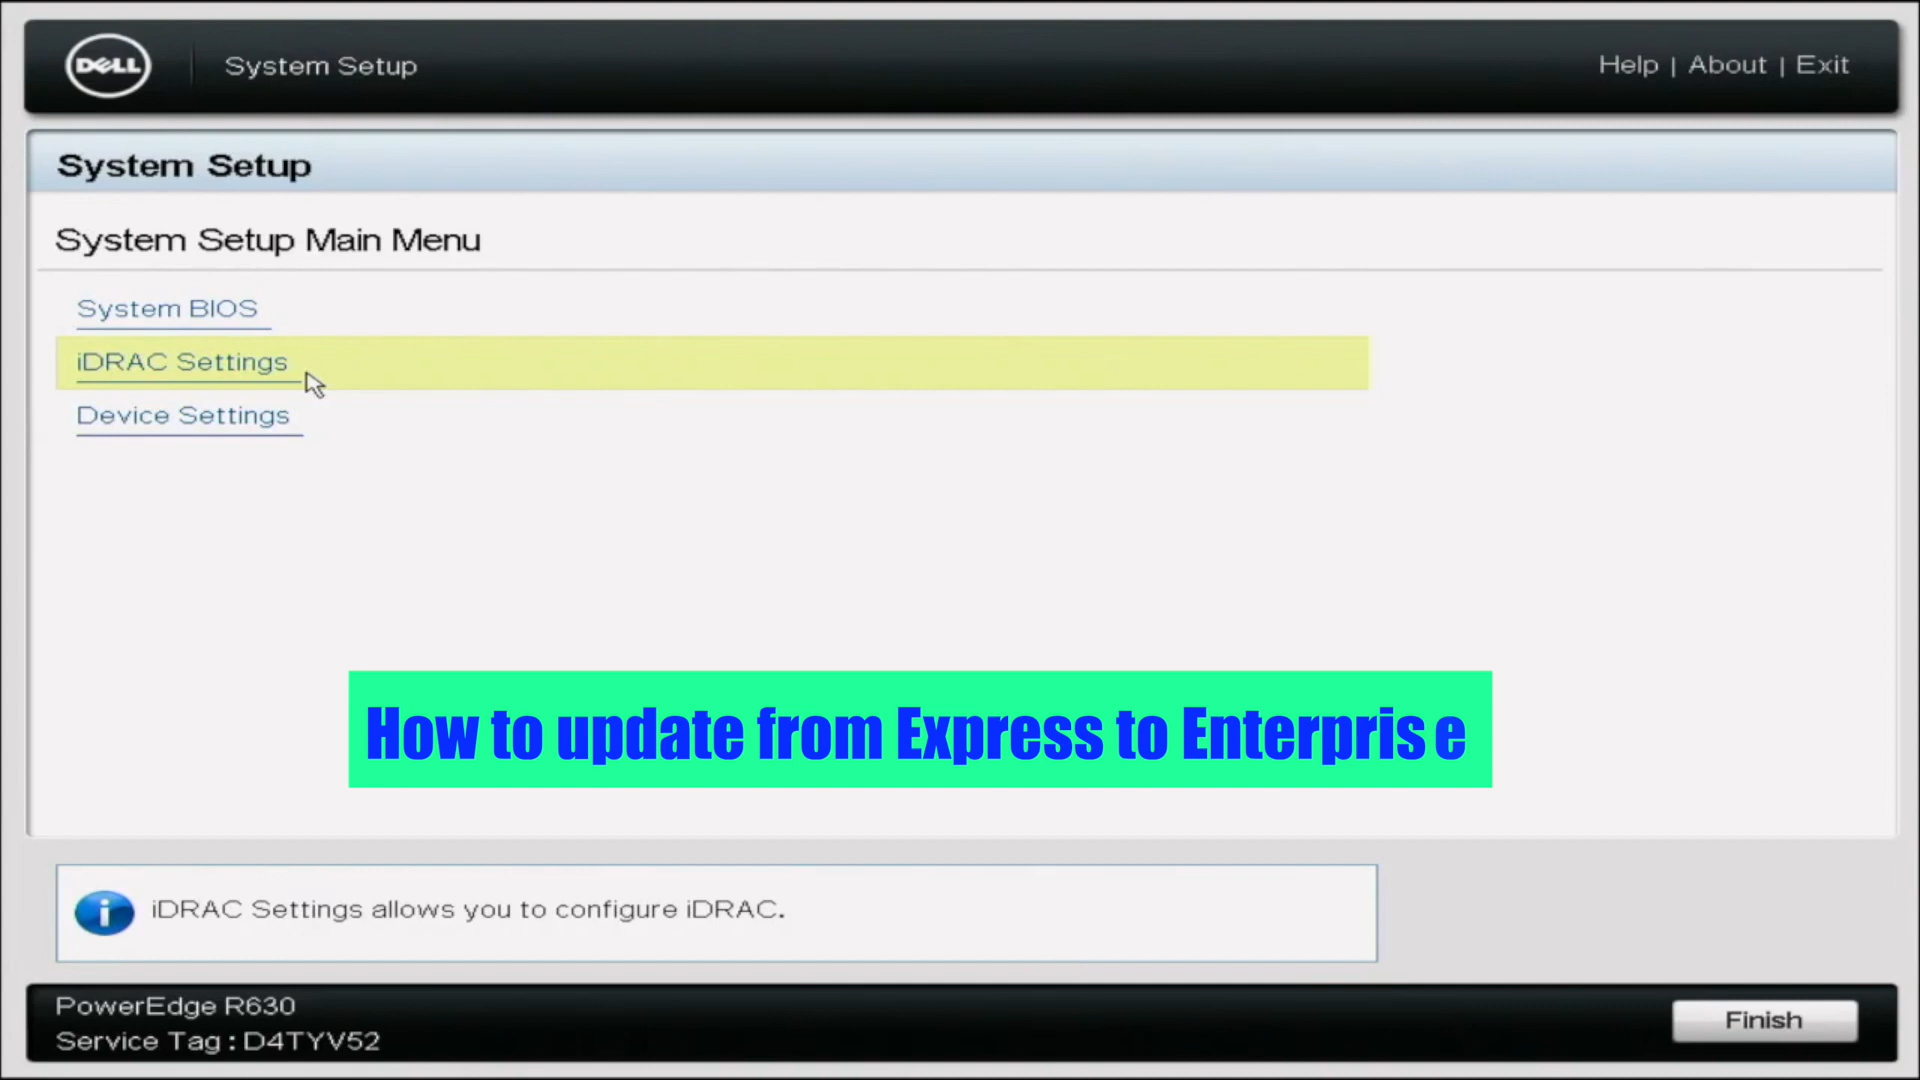 DELL
System Setup
Help | About | Exit
System Setup
System Setup Main Menu
System BIOS
iDRAC Settings
Device Settings
How to update from Express to Enterprise
iDRAC Settings allows you to configure iDRAC.
PowerEdge R630
Service Tag : D4TYV52
Finish